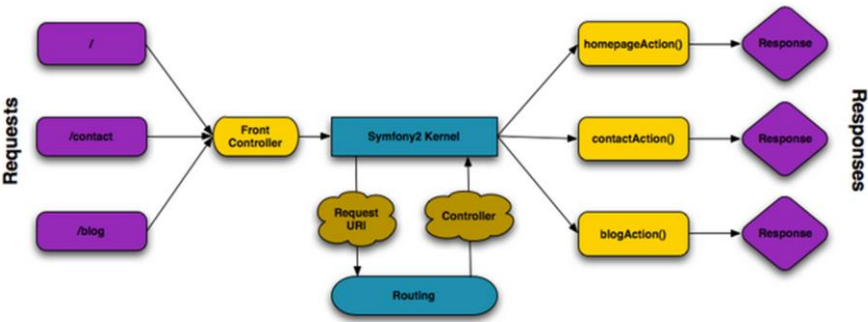 Requests
/
/contact
/blog
Front
Controller
Symfony2 Kernel
Request
URI
Controller
Routing
homepageAction()
contactAction()
blogAction()
Response
Response
Response
Responses